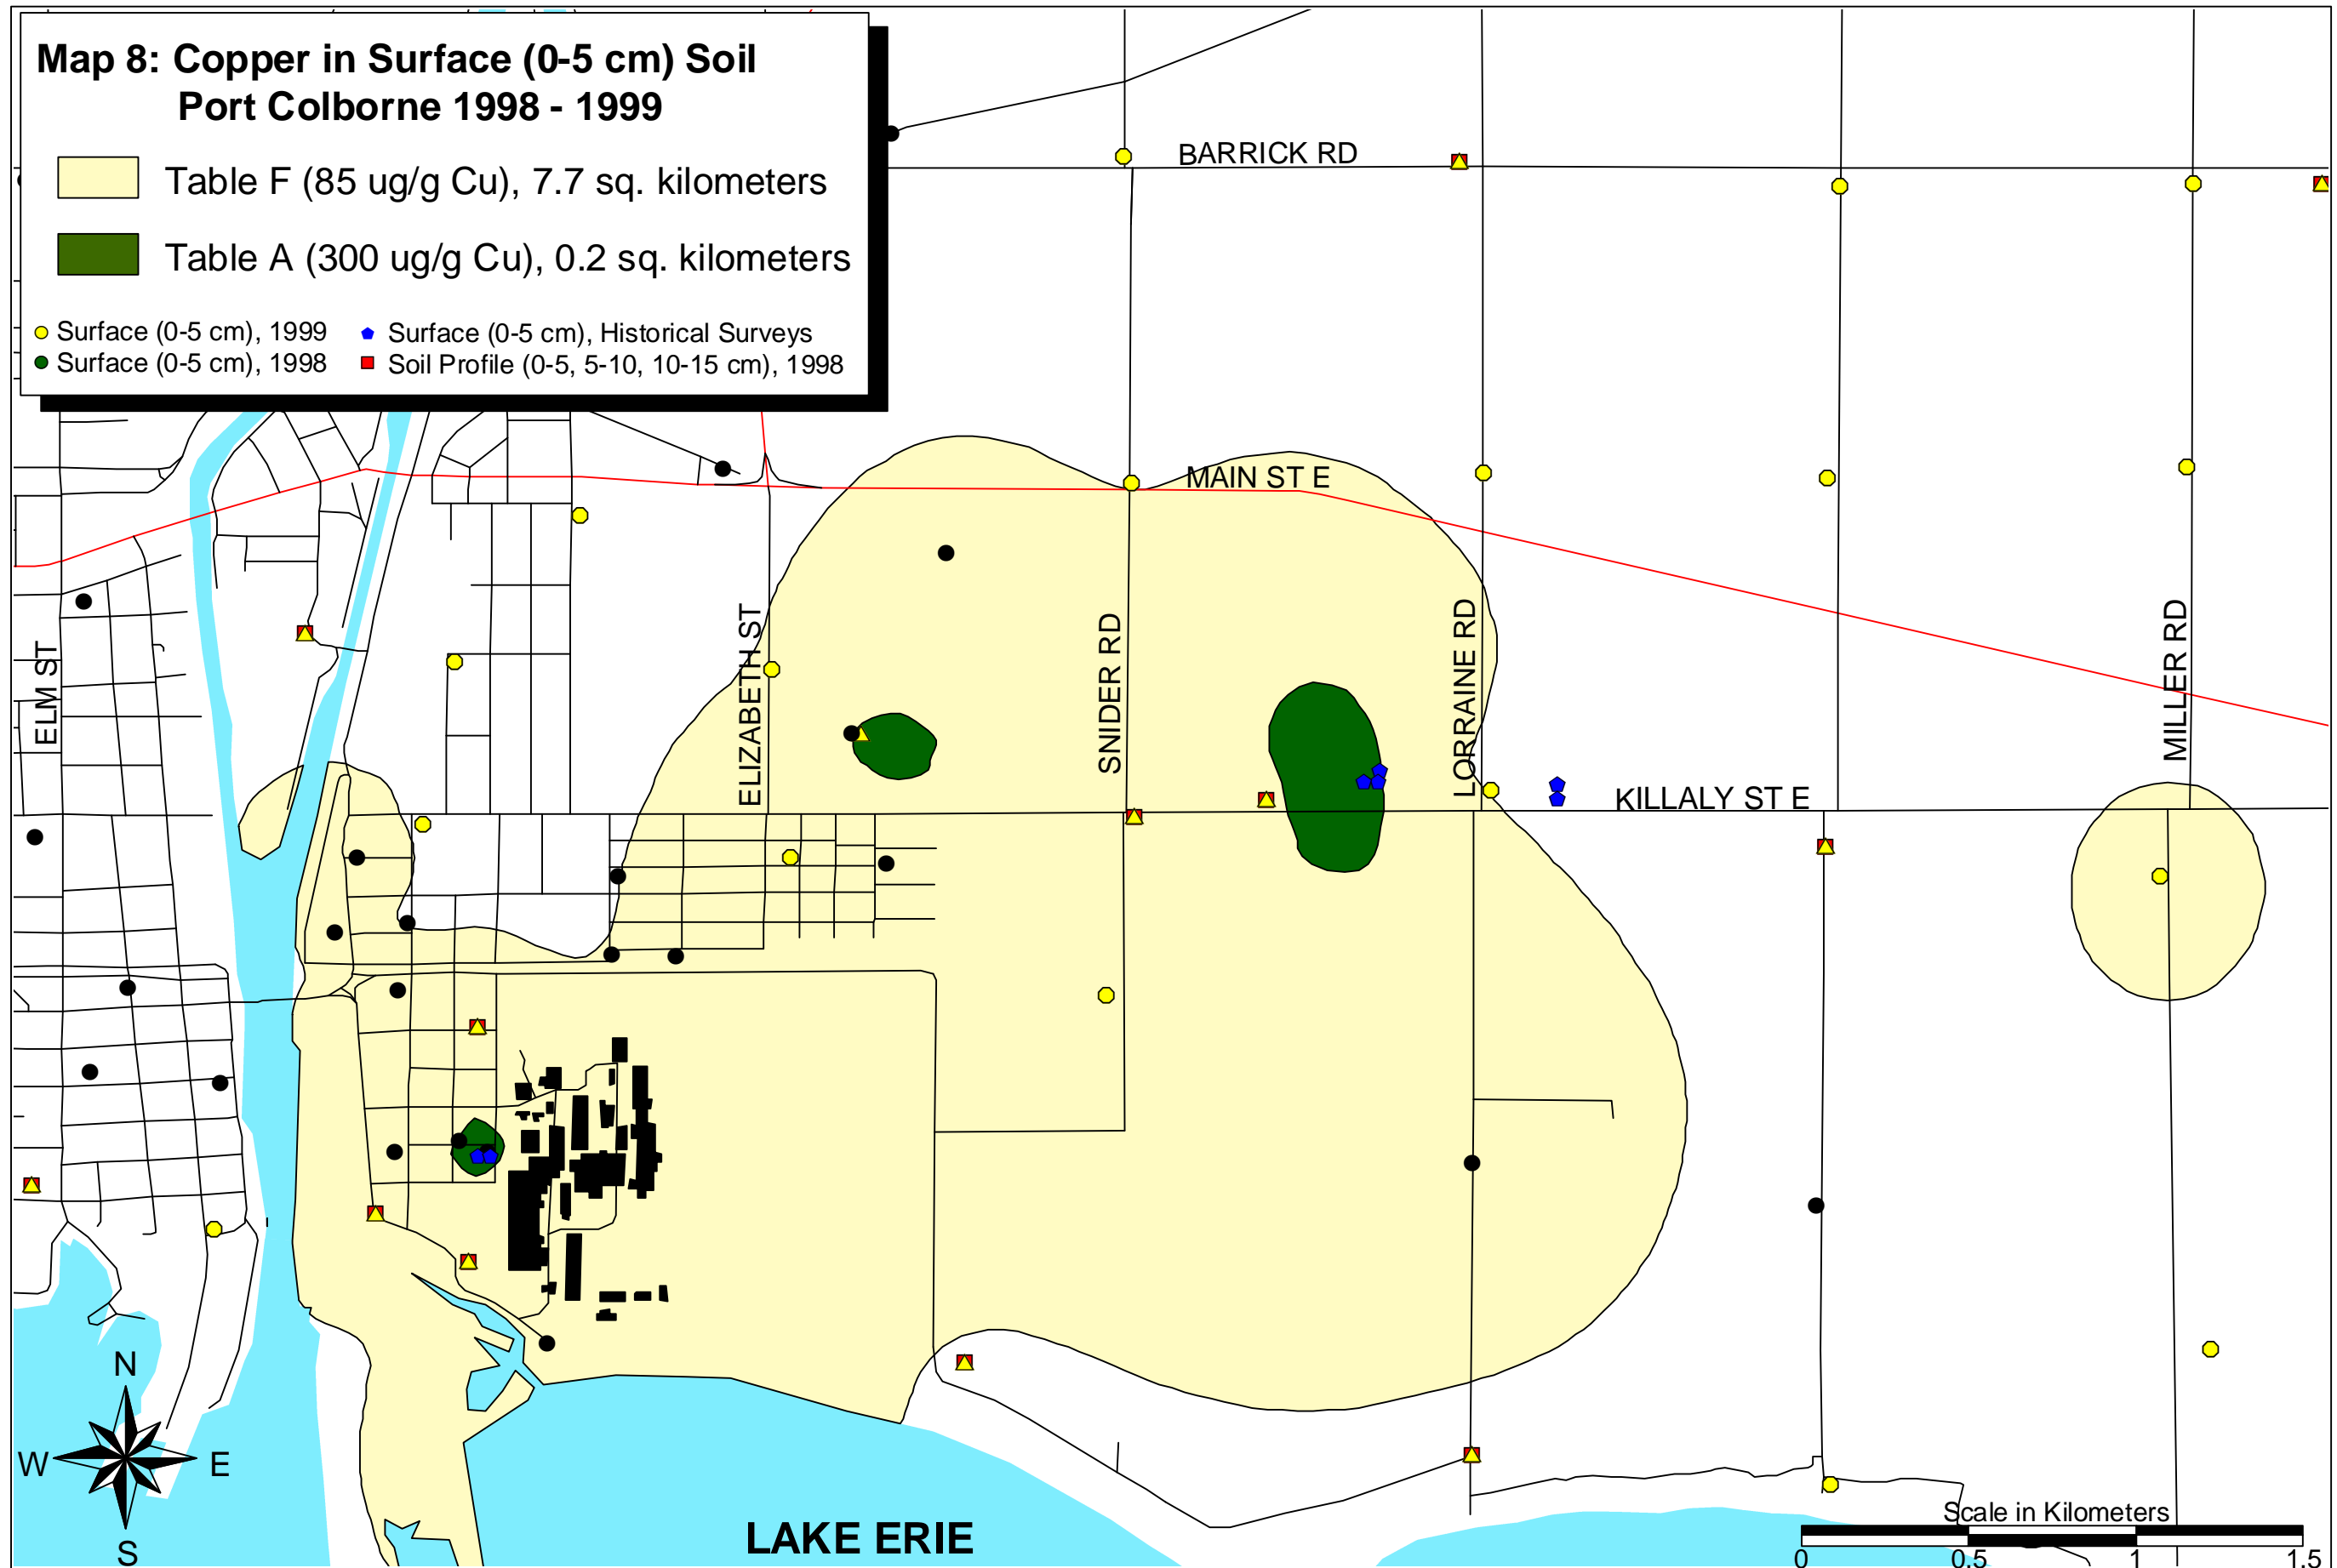 Map 8: Copper in Surface (0-5 cm) Soil
Port Colborne 1998 - 1999
Table F (85 ug/g Cu), 7.7 sq. kilometers
Table A (300 ug/g Cu), 0.2 sq. kilometers
Surface (0-5 cm), 1999
Surface (0-5 cm), Historical Surveys
Surface (0-5 cm), 1998
Soil Profile (0-5, 5-10, 10-15 cm), 1998
BARRICK RD
MAIN ST E
ELM ST
ELIZABETH ST
SNIDER RD
LORRAINE RD
MILLER RD
KILLALY ST E
N
W
E
S
LAKE ERIE
Scale in Kilometers
0
0.5
1
1.5